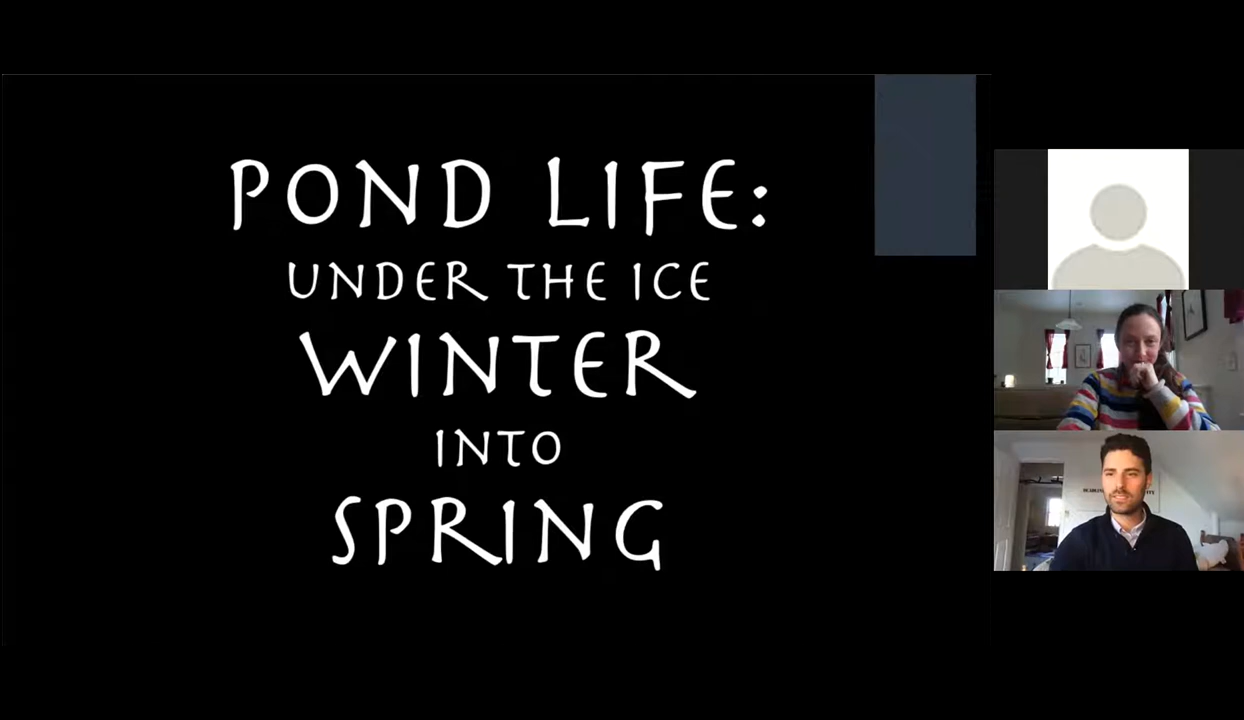 POND LIFE:
UNDER THE ICE
WINTER
INTO
SPRING